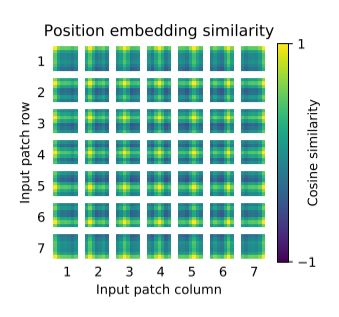 Position embedding similarity
1
2
3
4
5
6
7
Input patch row
1 2 3 4 5 6 7
Input patch column
1
−1
Cosine similarity